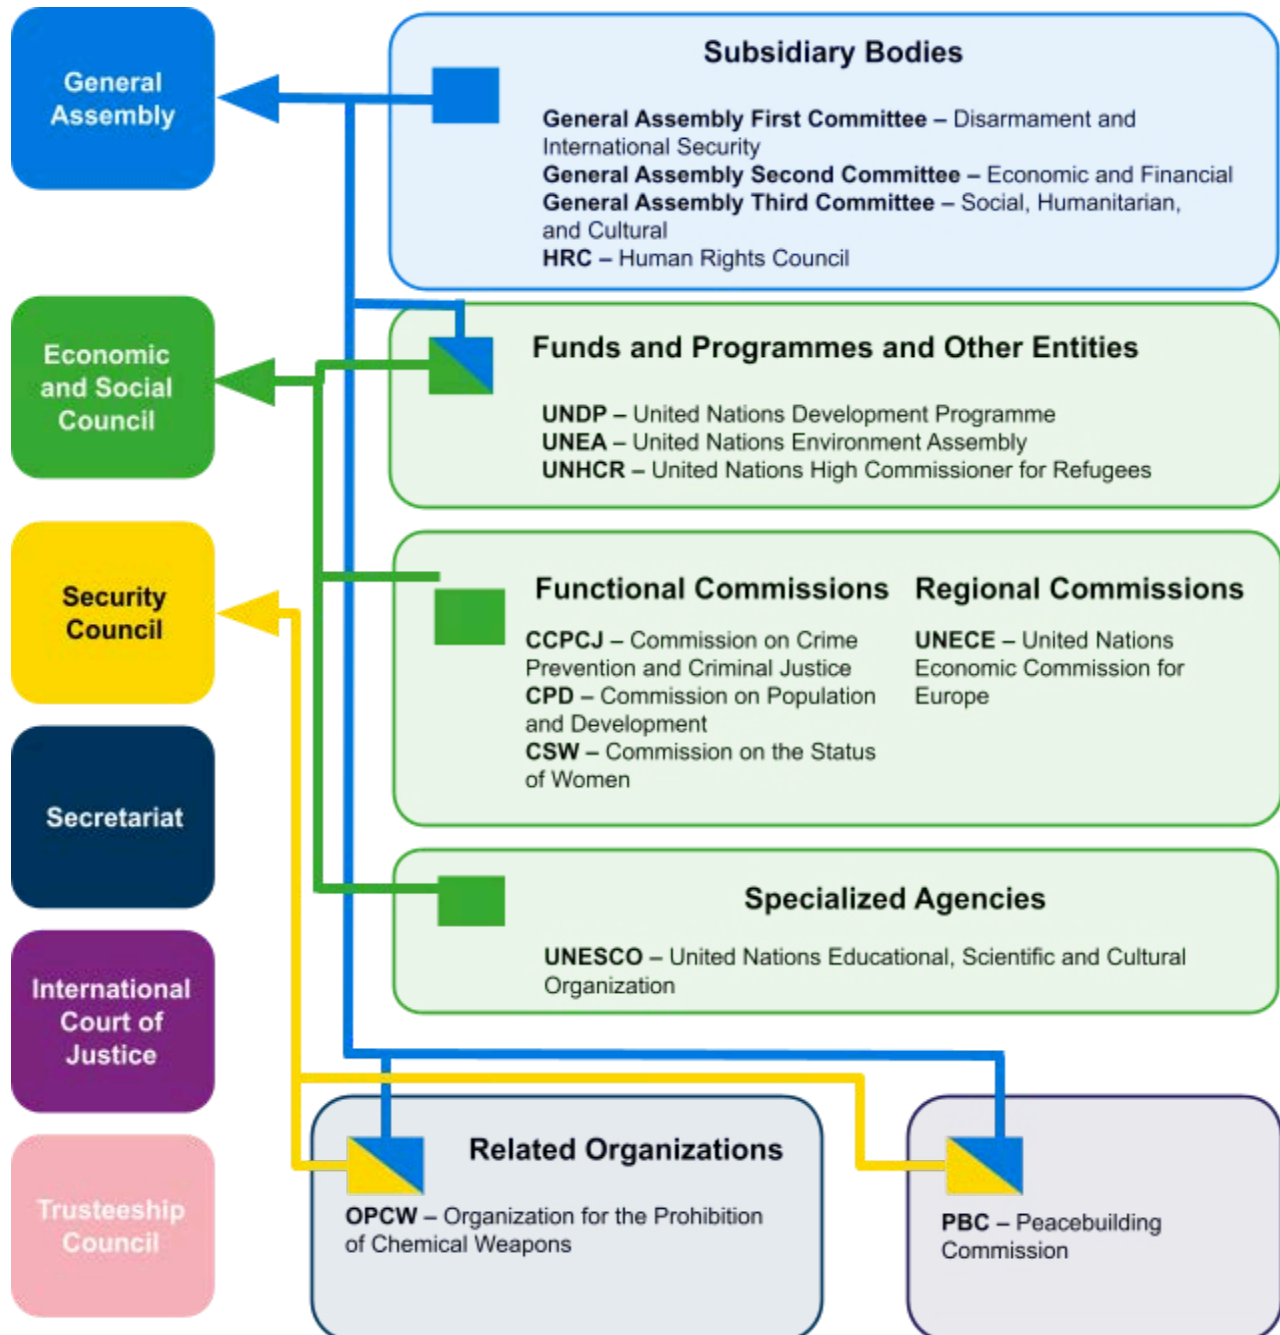 General
Assembly
Subsidiary Bodies
General Assembly First Committee – Disarmament and
International Security
General Assembly Second Committee – Economic and Financial
General Assembly Third Committee – Social, Humanitarian,
and Cultural
HRC – Human Rights Council
Economic
and Social
Council
Funds and Programmes and Other Entities
UNDP – United Nations Development Programme
UNEA – United Nations Environment Assembly
UNHCR – United Nations High Commissioner for Refugees
Security
Council
Functional Commissions
CCPCJ – Commission on Crime
Prevention and Criminal Justice
CPD – Commission on Population
and Development
CSW – Commission on the Status
of Women
Regional Commissions
UNECE – United Nations
Economic Commission for
Europe
Secretariat
Specialized Agencies
UNESCO – United Nations Educational, Scientific and Cultural
Organization
International
Court of
Justice
Trusteeship
Council
Related Organizations
OPCW – Organization for the Prohibition
of Chemical Weapons
PBC – Peacebuilding
Commission